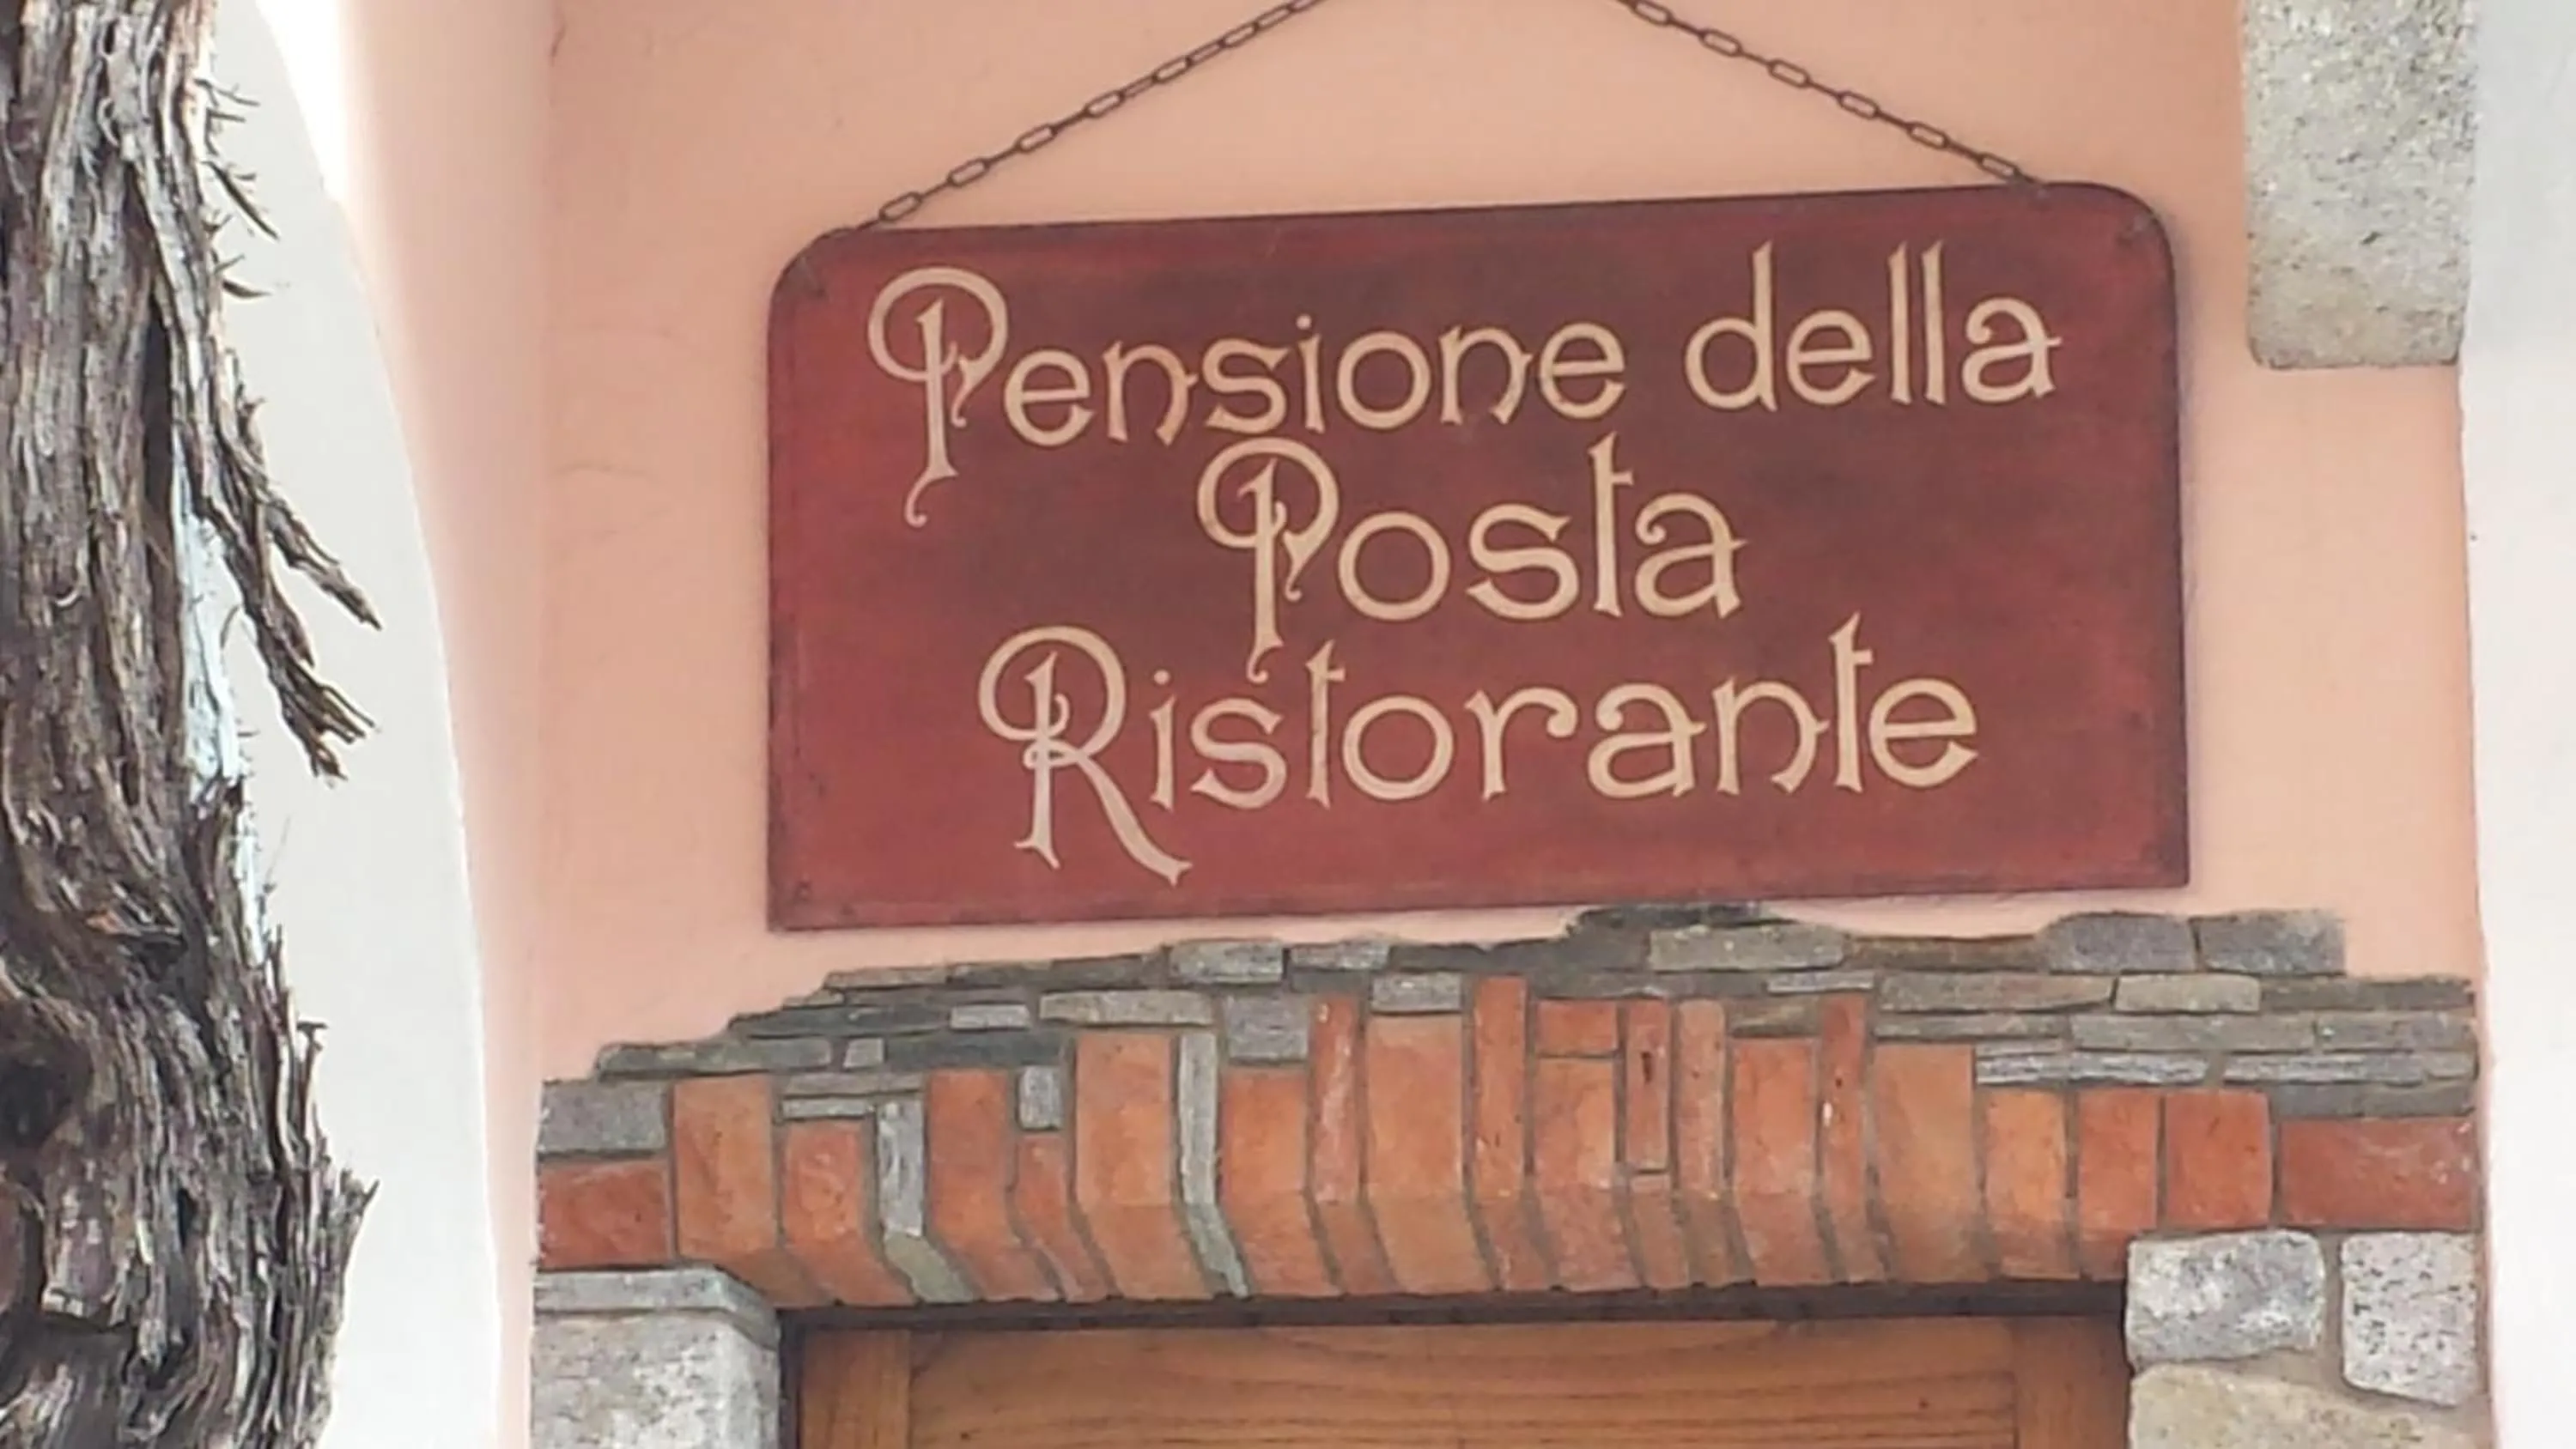 Pensione della
Posta
Ristorante